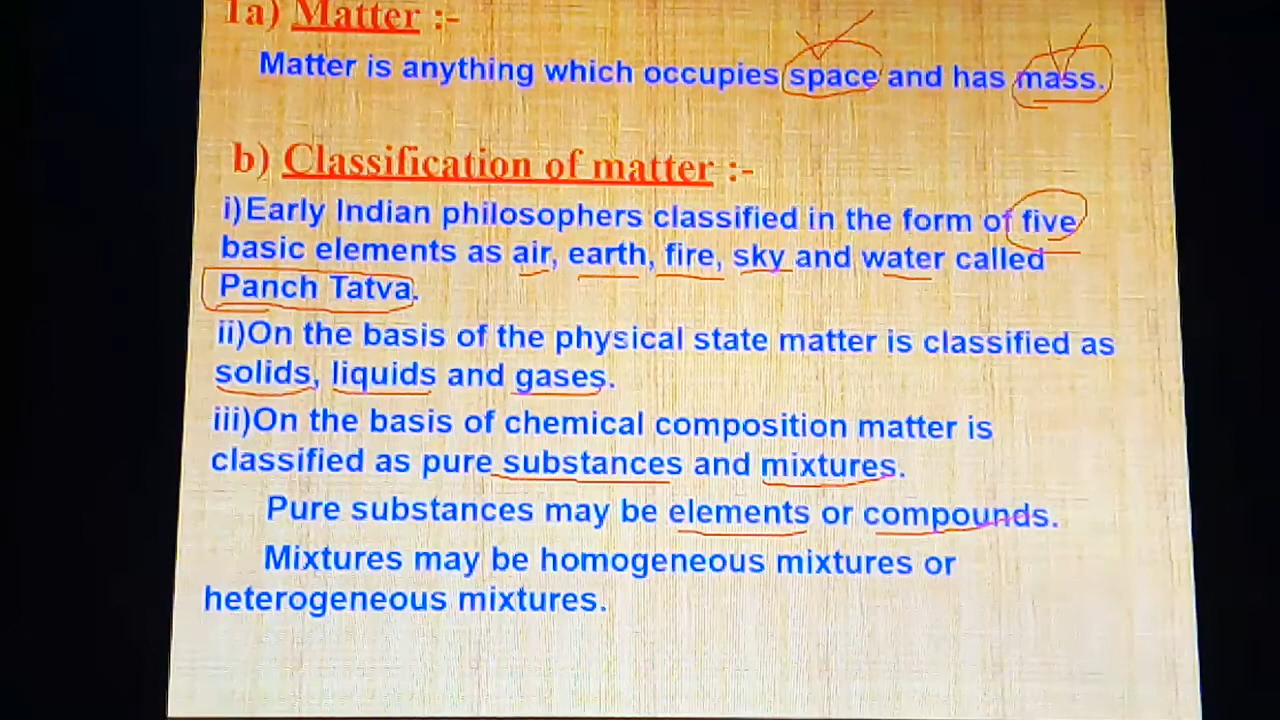 1a) Matter :-
Matter is anything which occupies space and has mass.
b) Classification of matter :-
i)Early Indian philosophers classified in the form of five
basic elements as air, earth, fire, sky and water called
Panch Tatva.
ii)On the basis of the physical state matter is classified as
solids, liquids and gases.
iii)On the basis of chemical composition matter is
classified as pure substances and mixtures.
Pure substances may be elements or compounds.
Mixtures may be homogeneous mixtures or
heterogeneous mixtures.